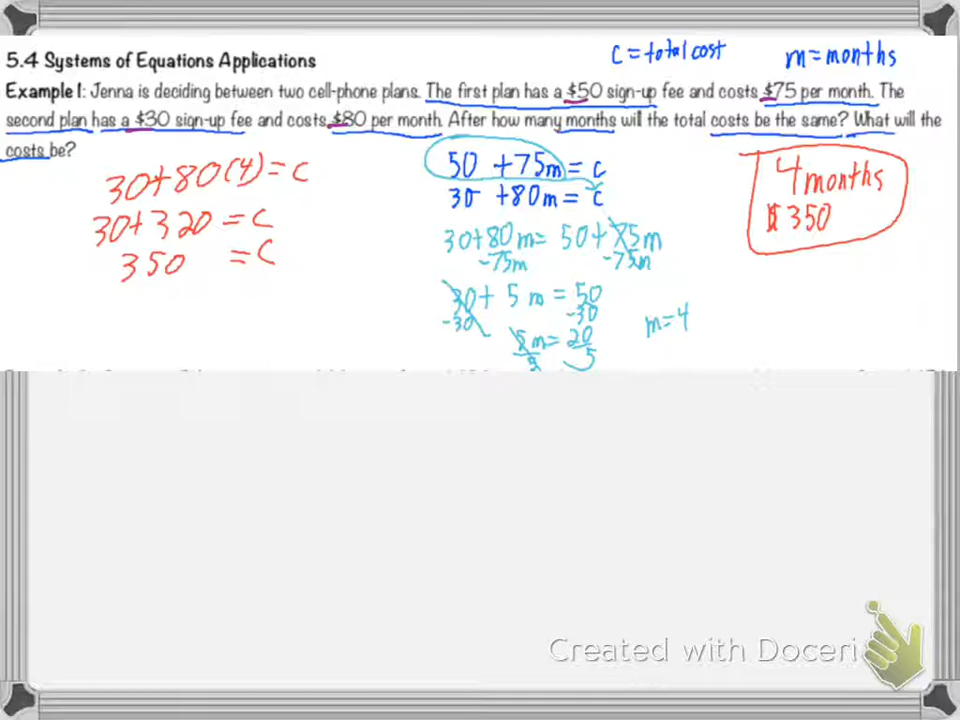 5.4 Systems of Equations Applications
c = total cost
m = months
Example 1: Jenna is deciding between two cell-phone plans. The first plan has a $50 sign-up fee and costs $75 per month. The
second plan has a $30 sign-up fee and costs $80 per month. After how many months will the total costs be the same? What will the
costs be?
30+80(4)=c
30+320=c
350=c
50+75m=c
30+80m=c
30+80m=50+75m
-75m -75m
30+5m=50
-30 -30
5m=20
5 5
m=4
4 months
$350
Created with Doceri